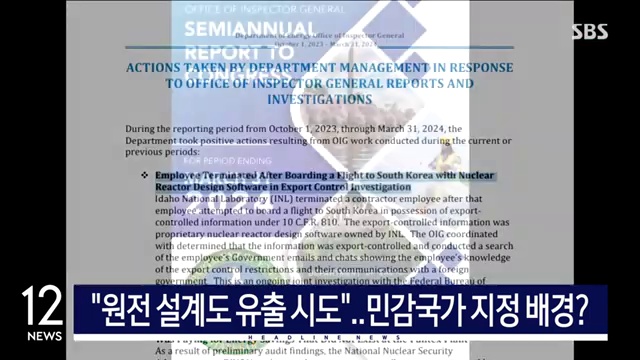 OFFICE OF INSPECTOR GENERAL
SEMIANNUAL
REPORT TO
CONGRESS
FOR PERIOD ENDING
MARCH 31
2024
SBS
Department of Energy Office of Inspector General
October 1, 2023 – March 31, 2024
ACTIONS TAKEN BY DEPARTMENT MANAGEMENT IN RESPONSE
TO OFFICE OF INSPECTOR GENERAL REPORTS AND
INVESTIGATIONS
During the reporting period from October 1, 2023, through March 31, 2024, the
Department took positive actions resulting from OIG work conducted during the current or
previous periods:
❖ Employee Terminated After Boarding a Flight to South Korea with Nuclear
Reactor Design Software in Export Control Investigation
Idaho National Laboratory (INL) terminated a contractor employee after that
employee attempted to board a flight to South Korea in possession of export-
controlled information under 10 C.F.R. 810. The export-controlled information was
proprietary nuclear reactor design software owned by INL. The OIG coordinated
with determined that the information was export-controlled and conducted a search
of the employee's Government emails and chats showing the employee's knowledge
of the export control restrictions and their communications with a foreign
government. This is an ongoing joint investigation with the Federal Bureau of
12
NEWS
"원전 설계도 유출 시도"..민감국가 지정 배경?
HEADLINE NEWS
As a result of preliminary audit findings, the National Nuclear Security